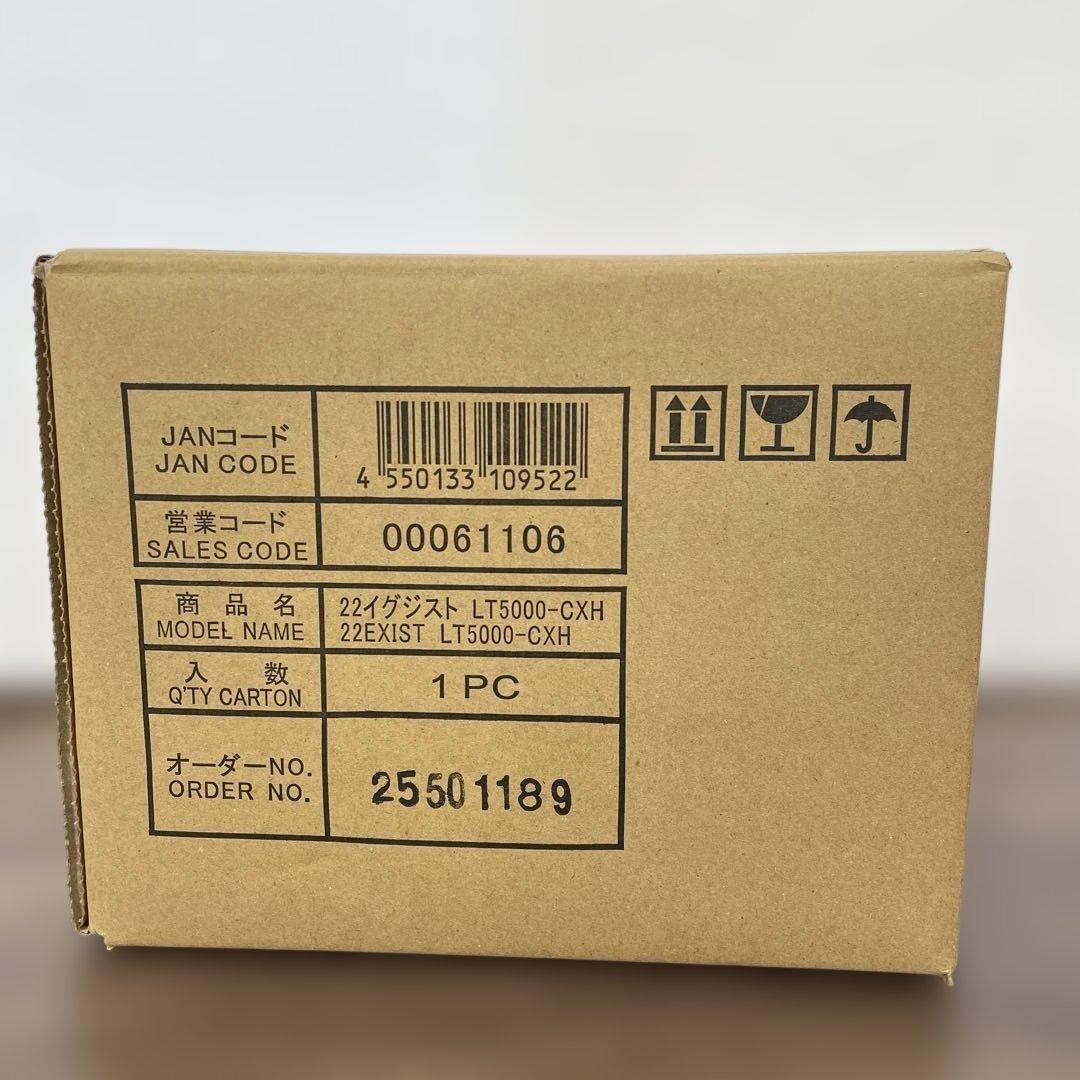 JANコード
JAN CODE
4 550133 109522
営業コード
SALES CODE
00061106
商品名
MODEL NAME
22イグジスト LT5000-CXH
22EXIST LT5000-CXH
入数
Q'TY CARTON
1 PC
オーダーNO.
ORDER NO.
25501189